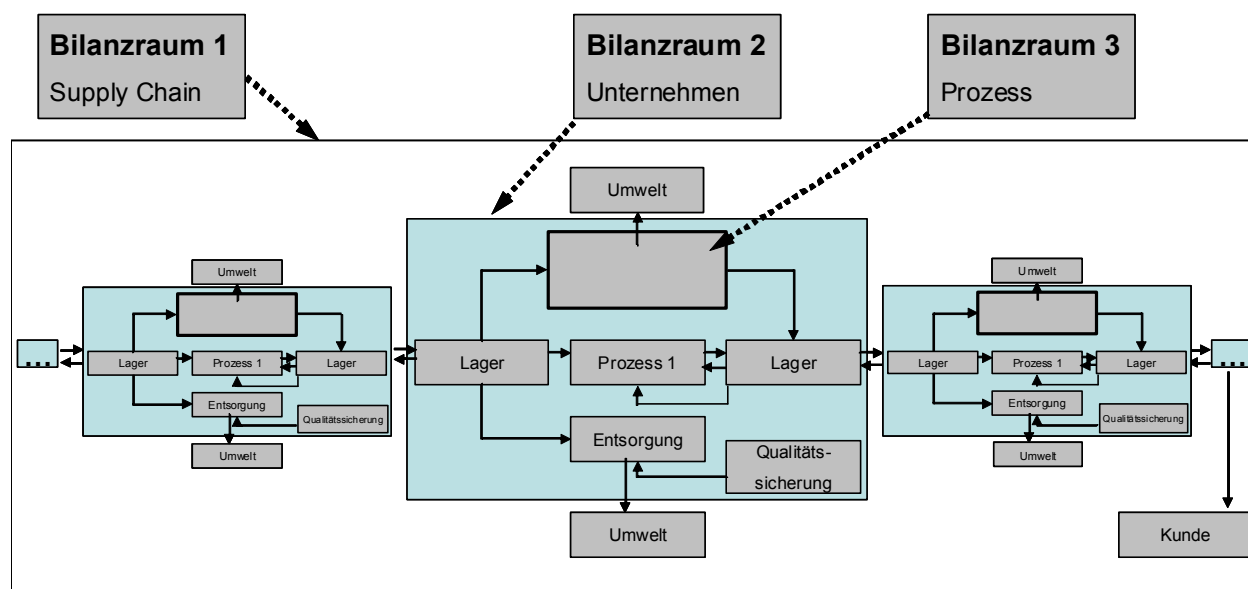 Bilanzraum 1
Supply Chain
Bilanzraum 2
Unternehmen
Bilanzraum 3
Prozess
Umwelt
Lager
Prozess 1
Lager
Entsorgung
Qualitätssicherung
Umwelt
Umwelt
Lager
Prozess 1
Lager
Entsorgung
Qualitäts-
sicherung
Umwelt
Umwelt
Lager
Prozess 1
Lager
Entsorgung
Qualitätssicherung
Umwelt
...
...
Kunde